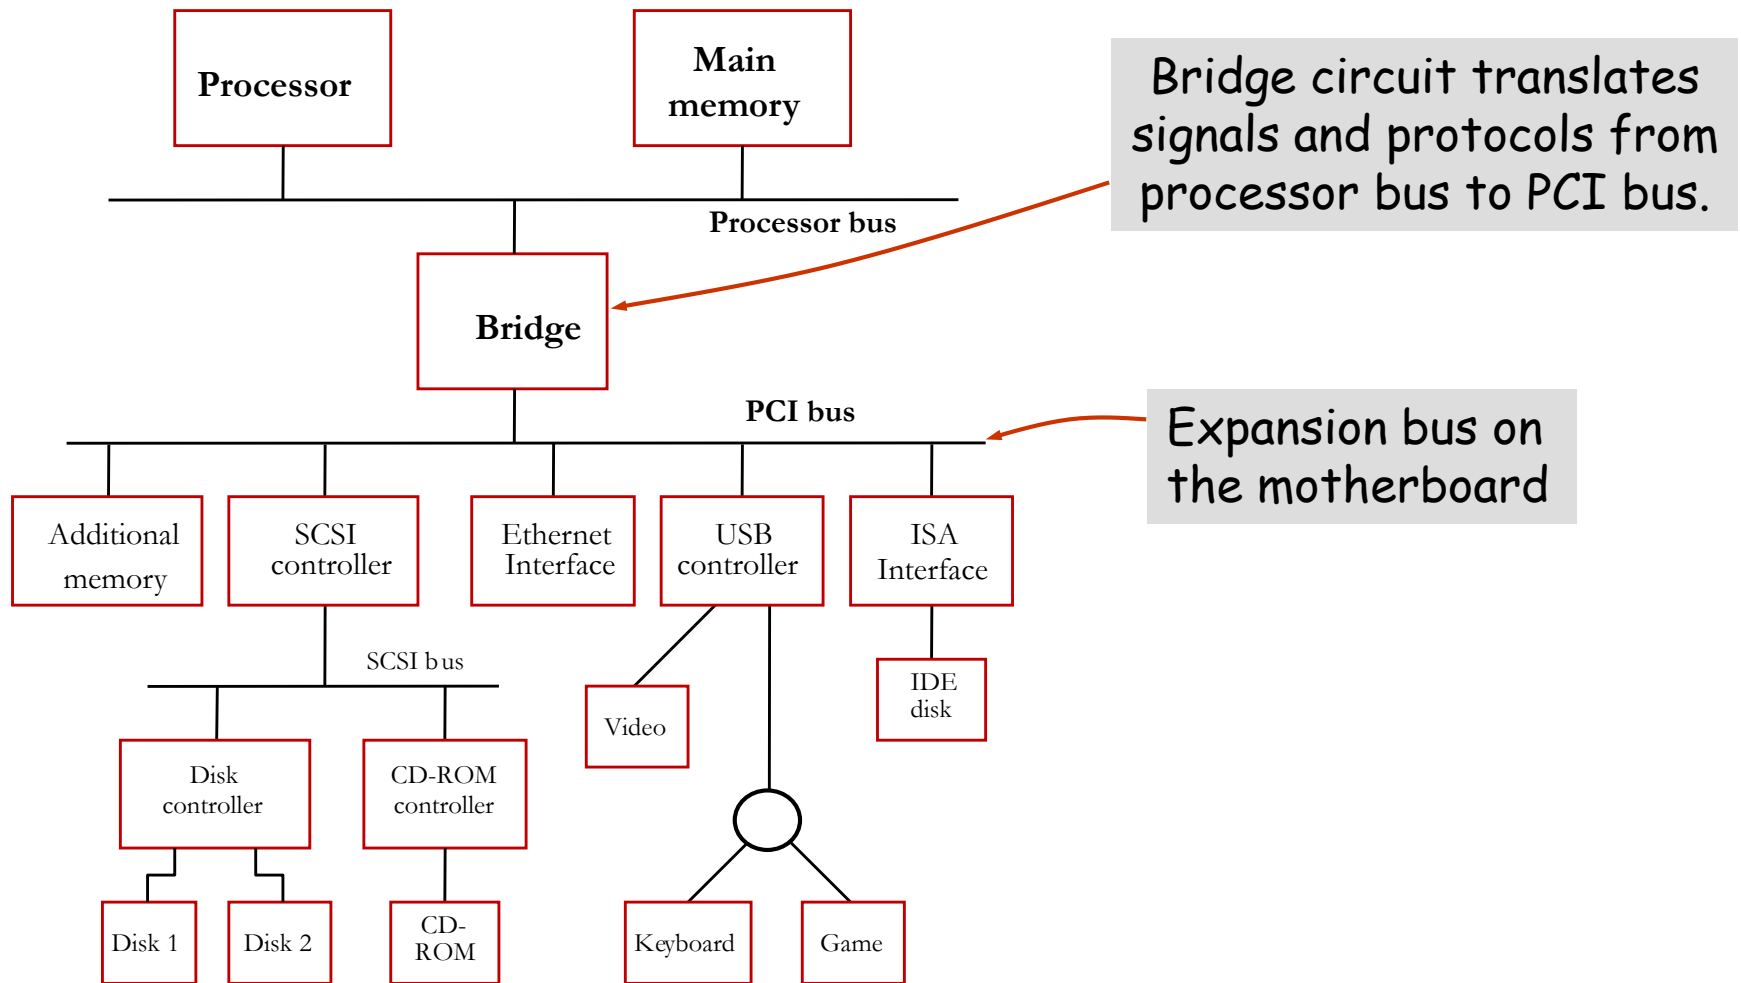 Processor
Main
memory
Bridge circuit translates
signals and protocols from
processor bus to PCI bus.
Processor bus
Bridge
PCI bus
Expansion bus on
the motherboard
Additional
memory
SCSI
controller
Ethernet
Interface
USB
controller
ISA
Interface
SCSI bus
Video
IDE
disk
Disk
controller
CD-ROM
controller
Disk 1
Disk 2
CD-
ROM
Keyboard
Game